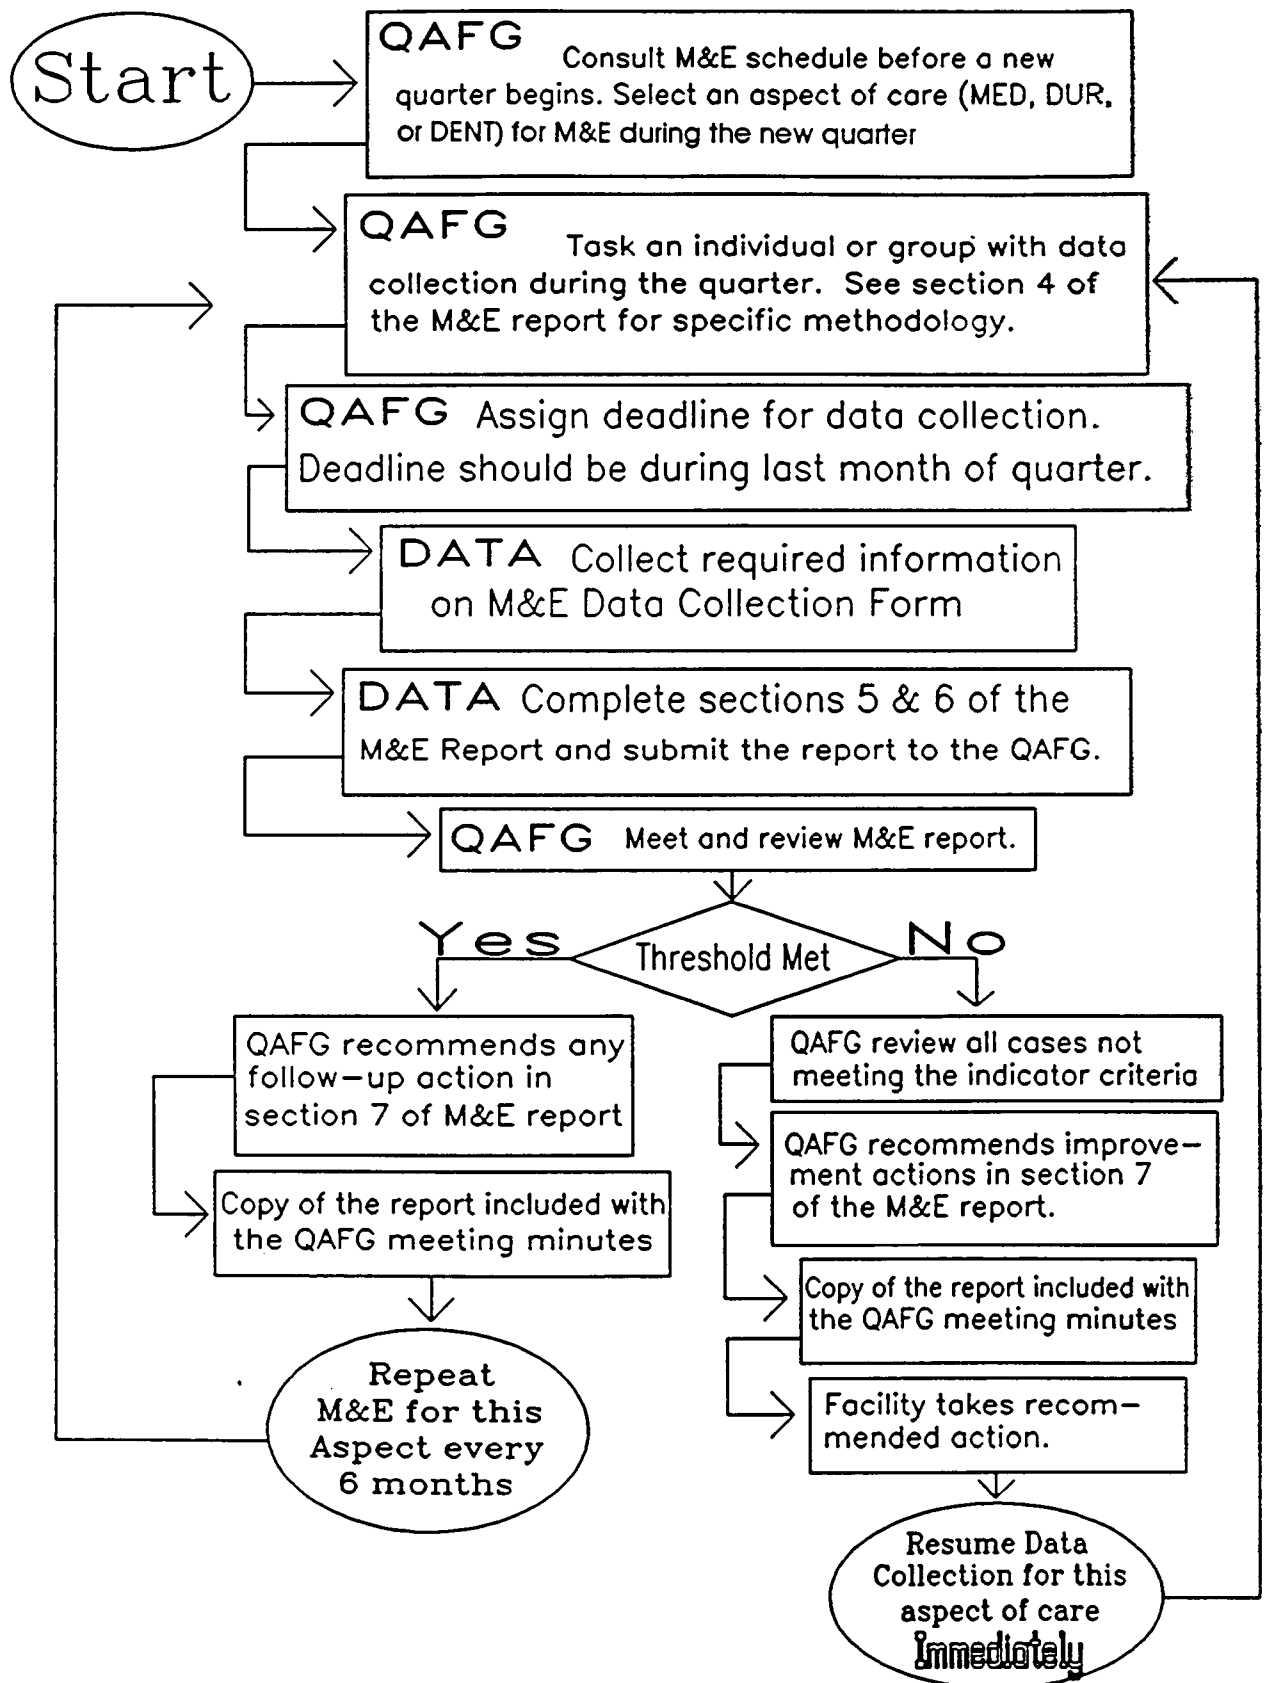 Start
QAFG Consult M&E schedule before a new
quarter begins. Select an aspect of care (MED, DUR.
or DENT) for M&E during the new quarter
QAFG Task an individual or group with data
collection during the quarter. See section 4 of
the M&E report for specific methodology.
QAFG Assign deadline for data collection.
Deadline should be during last month of quarter.
DATA Collect required information
on M&E Data Collection Form
DATA Complete sections 5 & 6 of the
M&E Report and submit the report to the QAFG.
QAFG Meet and review M&E report.
Threshold Met
Yes
QAFG recommends any
follow-up action in
section 7 of M&E report
Copy of the report included with
the QAFG meeting minutes
Repeat
M&E for this
Aspect every
6 months
No
QAFG review all cases not
meeting the indicator criteria
QAFG recommends improve-
ment actions in section 7
of the M&E report.
Copy of the report included with
the QAFG meeting minutes
Facility takes recom-
mended action.
Resume Data
Collection for this
aspect of care
Immediately